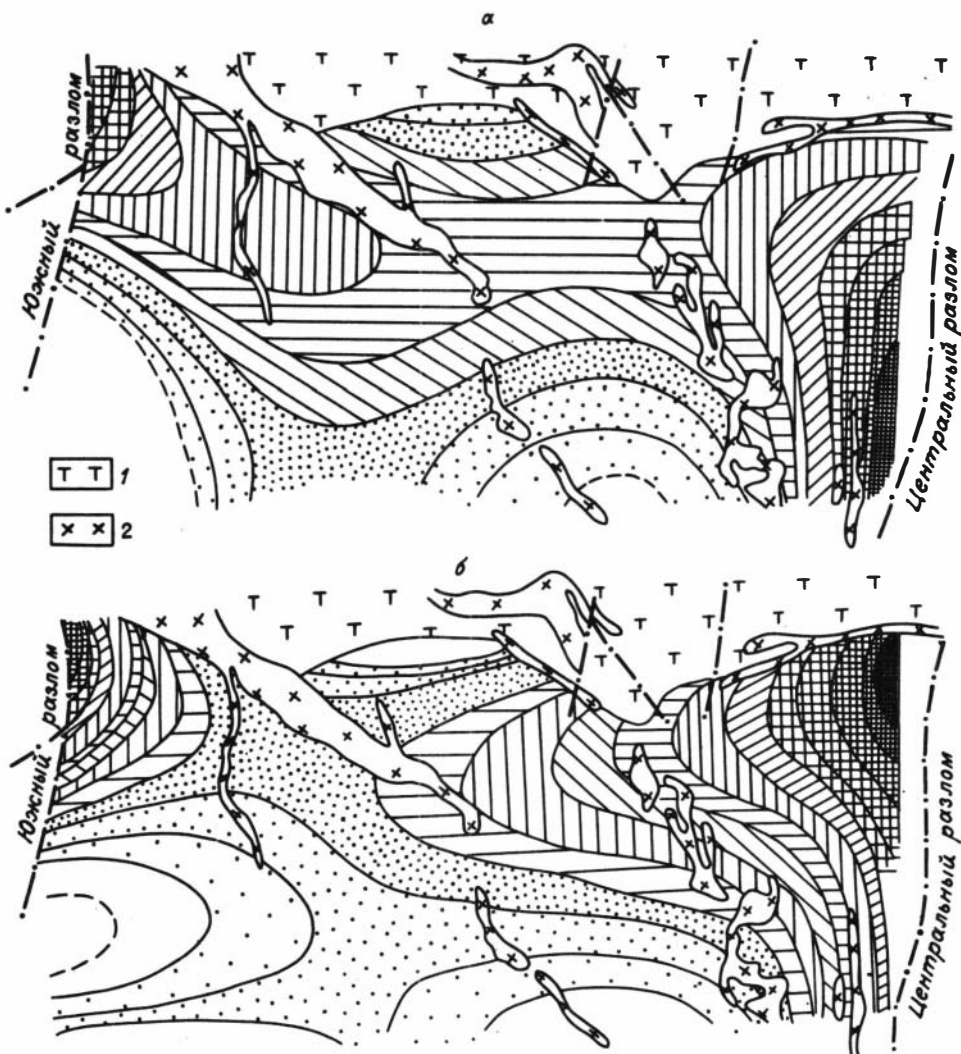 а
Южный разлом
Центральный разлом
Т Т 1
x x 2
б
Южный разлом
Центральный разлом